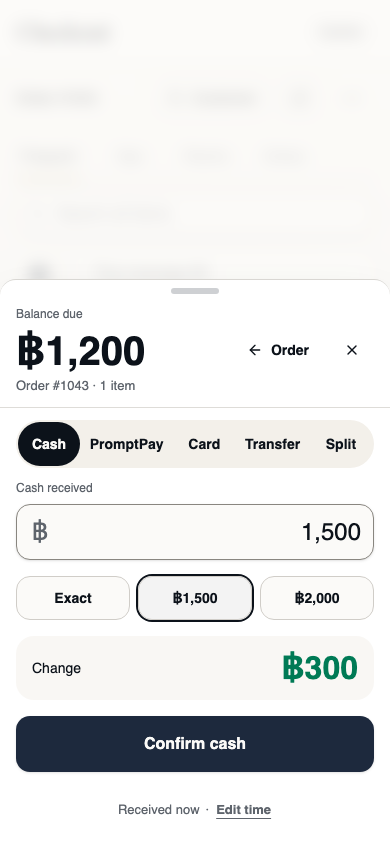 Balance due
฿1,200
← Order ×
Order #1043 · 1 item
Cash PromptPay Card Transfer Split
Cash received
฿ 1,500
Exact ฿1,500 ฿2,000
Change ฿300
Confirm cash
Received now · Edit time